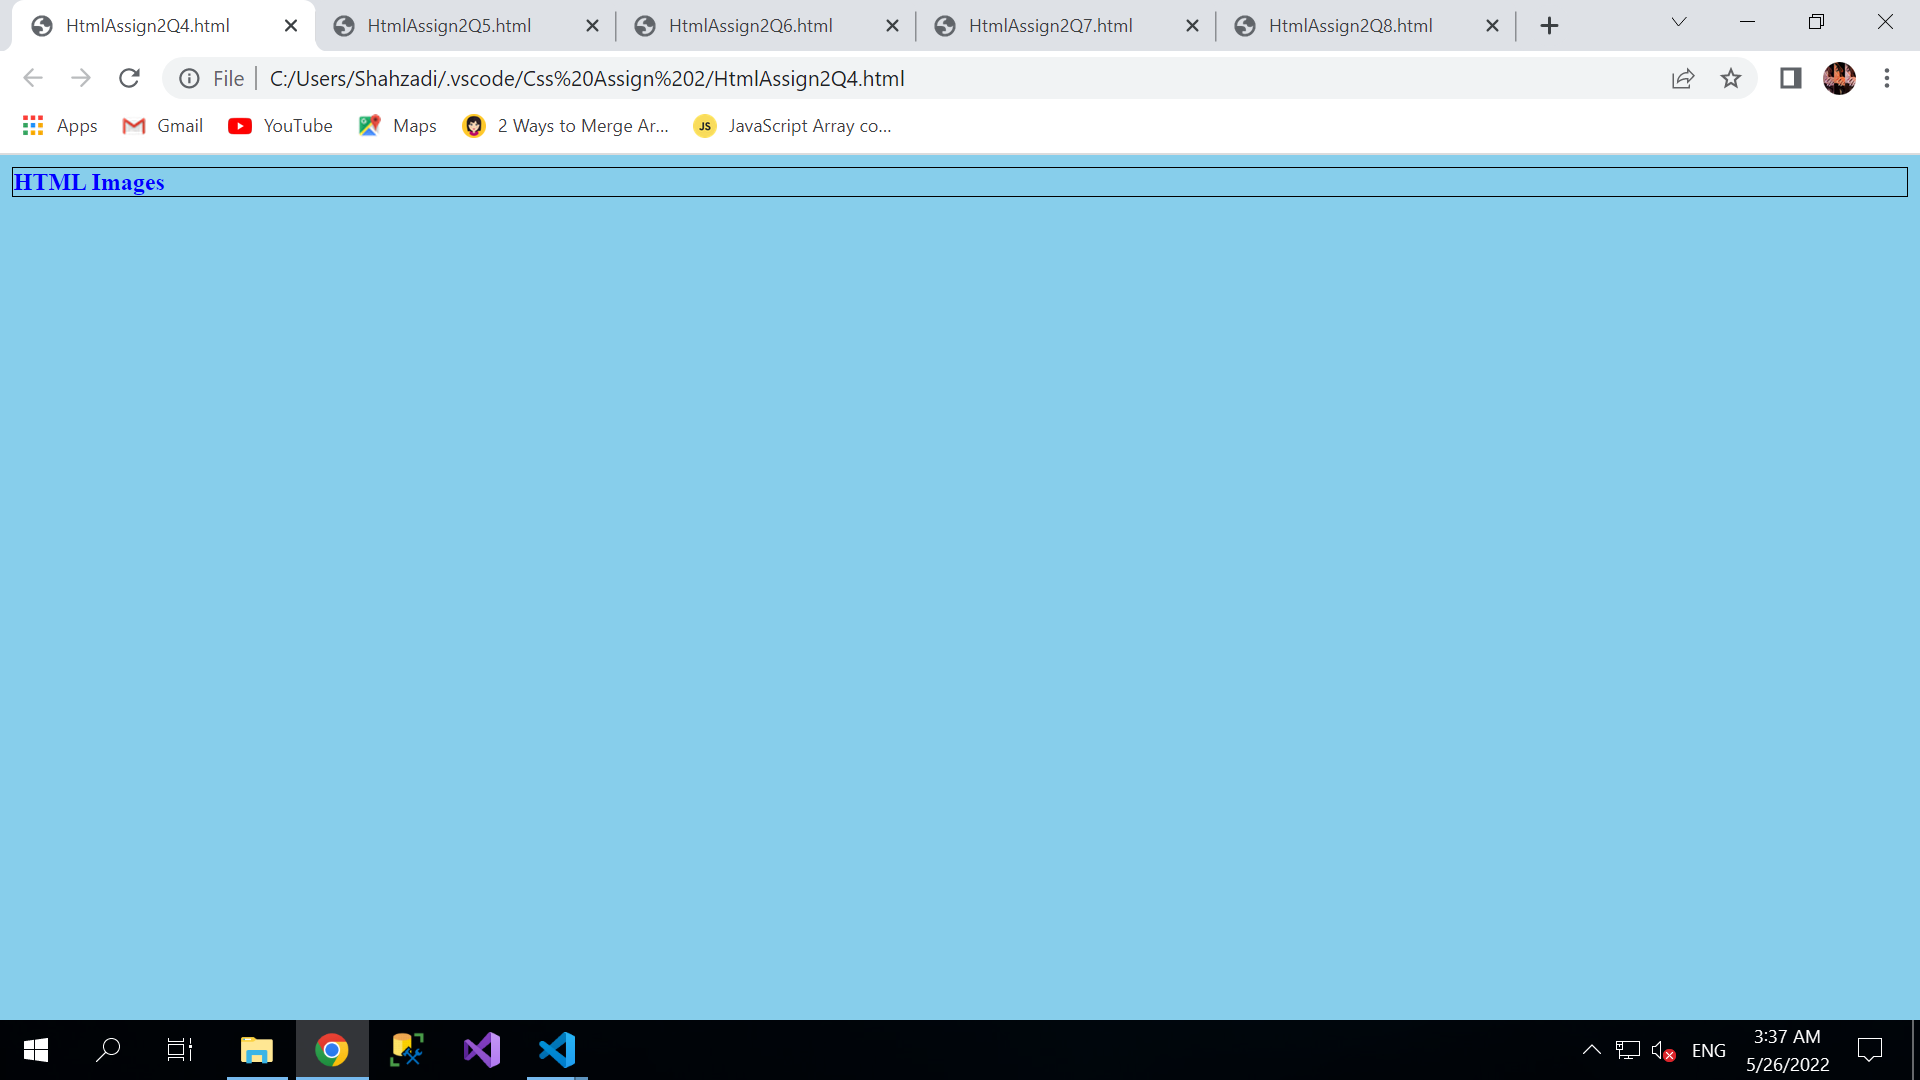 HtmlAssign2Q4.html HtmlAssign2Q5.html HtmlAssign2Q6.html HtmlAssign2Q7.html HtmlAssign2Q8.html
File C:/Users/Shahzadi/.vscode/Css%20Assign%202/HtmlAssign2Q4.html
Apps Gmail YouTube Maps 2 Ways to Merge Ar... JS JavaScript Array co...
HTML Images
ENG 3:37 AM
5/26/2022